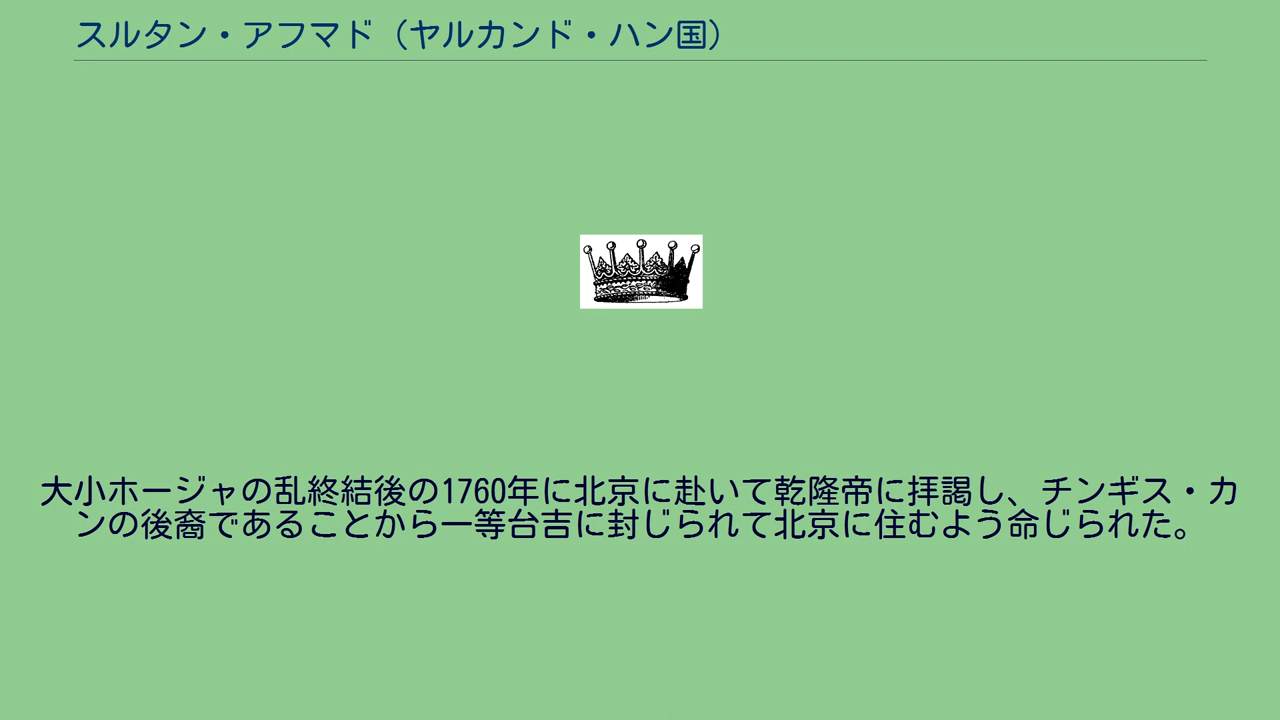 スルタン・アフマド（ヤルカンド・ハン国）
大小ホージャの乱終結後の1760年に北京に赴いて乾隆帝に拝謁し、チンギス・カ
ンの後裔であることから一等台吉に封じられて北京に住むよう命じられた。